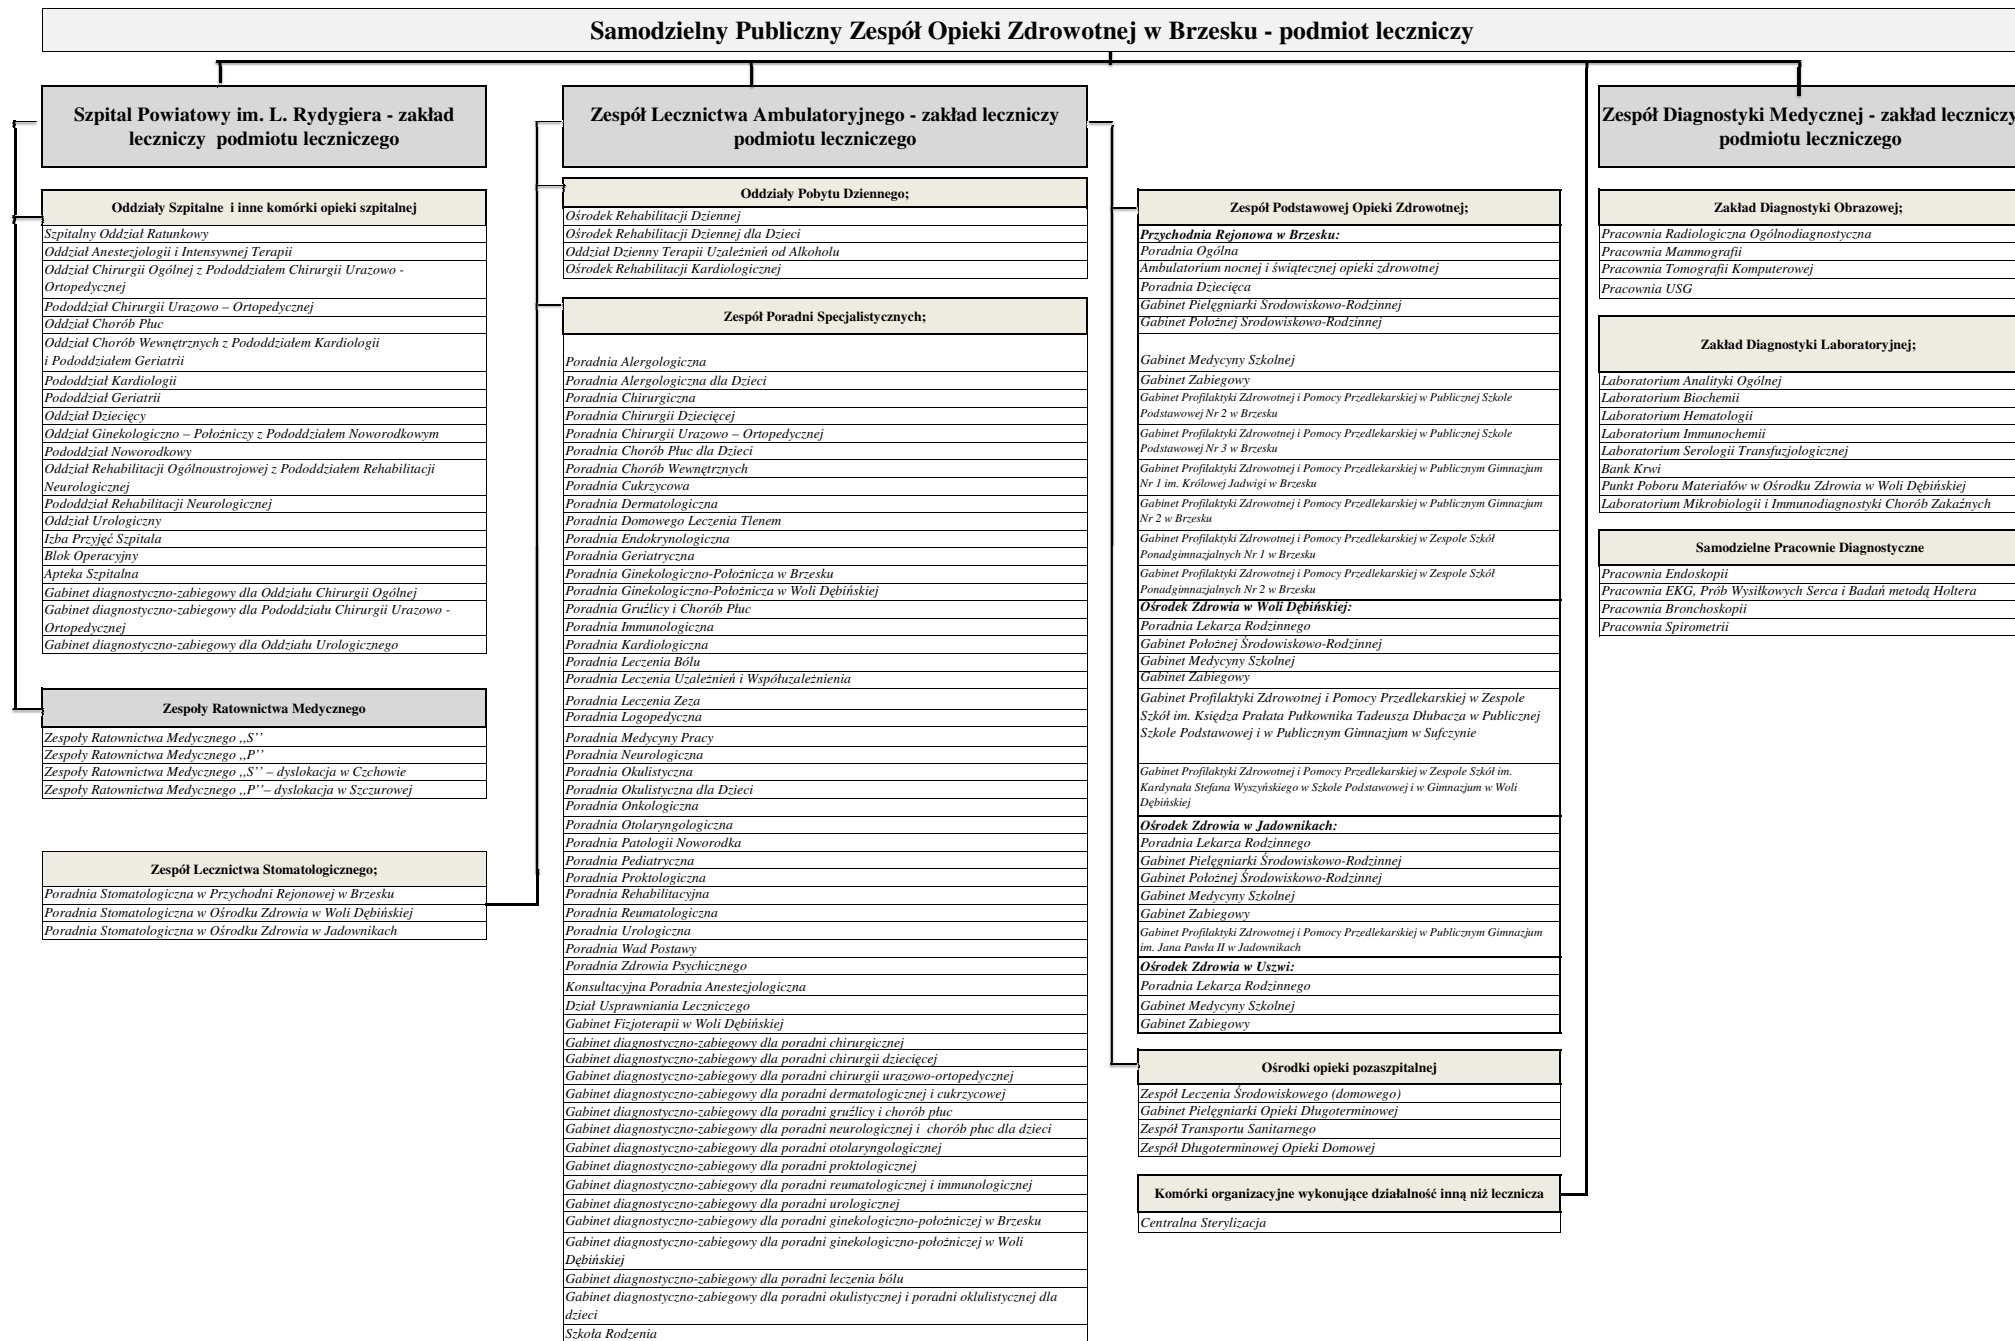 Samodzielny Publiczny Zespół Opieki Zdrowotnej w Brzesku - podmiot leczniczy
Szpital Powiatowy im. L. Rydygiera - zakład
leczniczy podmiotu leczniczego
Oddziały Szpitalne i inne komórki opieki szpitalnej
Szpitalny Oddział Ratunkowy
Oddział Anestezjologii i Intensywnej Terapii
Oddział Chirurgii Ogólnej z Pododdziałem Chirurgii Urazowo -
Ortopedycznej
Pododdział Chirurgii Urazowo – Ortopedycznej
Oddział Chorób Płuc
Oddział Chorób Wewnętrznych z Pododdziałem Kardiologii
i Pododdziałem Geriatrii
Pododdział Kardiologii
Pododdział Geriatrii
Oddział Dziecięcy
Oddział Ginekologiczno – Położniczy z Pododdziałem Noworodkowym
Pododdział Noworodkowy
Oddział Rehabilitacji Ogólnoustrojowej z Pododdziałem Rehabilitacji
Neurologicznej
Pododdział Rehabilitacji Neurologicznej
Oddział Urologiczny
Izba Przyjęć Szpitala
Blok Operacyjny
Apteka Szpitalna
Gabinet diagnostyczno-zabiegowy dla Oddziału Chirurgii Ogólnej
Gabinet diagnostyczno-zabiegowy dla Pododdziału Chirurgii Urazowo -
Ortopedycznej
Gabinet diagnostyczno-zabiegowy dla Oddziału Urologicznego
Zespoły Ratownictwa Medycznego
Zespoły Ratownictwa Medycznego ,,S’’
Zespoły Ratownictwa Medycznego ,,P’’
Zespoły Ratownictwa Medycznego ,,S’’ – dyslokacja w Czchowie
Zespoły Ratownictwa Medycznego ,,P’’– dyslokacja w Szczurowej
Zespół Lecznictwa Stomatologicznego;
Poradnia Stomatologiczna w Przychodni Rejonowej w Brzesku
Poradnia Stomatologiczna w Ośrodku Zdrowia w Woli Dębińskiej
Poradnia Stomatologiczna w Ośrodku Zdrowia w Jadownikach
Zespół Lecznictwa Ambulatoryjnego - zakład leczniczy
podmiotu leczniczego
Oddziały Pobytu Dziennego;
Ośrodek Rehabilitacji Dziennej
Ośrodek Rehabilitacji Dziennej dla Dzieci
Oddział Dzienny Terapii Uzależnień od Alkoholu
Ośrodek Rehabilitacji Kardiologicznej
Zespół Poradni Specjalistycznych;
Poradnia Alergologiczna
Poradnia Alergologiczna dla Dzieci
Poradnia Chirurgiczna
Poradnia Chirurgii Dziecięcej
Poradnia Chirurgii Urazowo – Ortopedycznej
Poradnia Chorób Płuc dla Dzieci
Poradnia Chorób Wewnętrznych
Poradnia Cukrzycowa
Poradnia Dermatologiczna
Poradnia Domowego Leczenia Tlenem
Poradnia Endokrynologiczna
Poradnia Geriatryczna
Poradnia Ginekologiczno-Położnicza w Brzesku
Poradnia Ginekologiczno-Położnicza w Woli Dębińskiej
Poradnia Gruźlicy i Chorób Płuc
Poradnia Immunologiczna
Poradnia Kardiologiczna
Poradnia Leczenia Bólu
Poradnia Leczenia Uzależnień i Współuzależnienia
Poradnia Leczenia Zeza
Poradnia Logopedyczna
Poradnia Medycyny Pracy
Poradnia Neurologiczna
Poradnia Okulistyczna
Poradnia Okulistyczna dla Dzieci
Poradnia Onkologiczna
Poradnia Otolaryngologiczna
Poradnia Patologii Noworodka
Poradnia Pediatryczna
Poradnia Proktologiczna
Poradnia Rehabilitacyjna
Poradnia Reumatologiczna
Poradnia Urologiczna
Poradnia Wad Postawy
Poradnia Zdrowia Psychicznego
Konsultacyjna Poradnia Anestezjologiczna
Dział Usprawniania Leczniczego
Gabinet Fizjoterapii w Woli Dębińskiej
Gabinet diagnostyczno-zabiegowy dla poradni chirurgicznej
Gabinet diagnostyczno-zabiegowy dla poradni chirurgii dziecięcej
Gabinet diagnostyczno-zabiegowy dla poradni chirurgii urazowo-ortopedycznej
Gabinet diagnostyczno-zabiegowy dla poradni dermatologicznej i cukrzycowej
Gabinet diagnostyczno-zabiegowy dla poradni gruźlicy i chorób płuc
Gabinet diagnostyczno-zabiegowy dla poradni neurologicznej i chorób płuc dla dzieci
Gabinet diagnostyczno-zabiegowy dla poradni otolaryngologicznej
Gabinet diagnostyczno-zabiegowy dla poradni proktologicznej
Gabinet diagnostyczno-zabiegowy dla poradni reumatologicznej i immunologicznej
Gabinet diagnostyczno-zabiegowy dla poradni urologicznej
Gabinet diagnostyczno-zabiegowy dla poradni ginekologiczno-położniczej w Brzesku
Gabinet diagnostyczno-zabiegowy dla poradni ginekologiczno-położniczej w Woli
Dębińskiej
Gabinet diagnostyczno-zabiegowy dla poradni leczenia bólu
Gabinet diagnostyczno-zabiegowy dla poradni okulistycznej i poradni oklulistycznej dla
dzieci
Szkoła Rodzenia
Zespół Podstawowej Opieki Zdrowotnej;
Przychodnia Rejonowa w Brzesku:
Poradnia Ogólna
Ambulatorium nocnej i świątecznej opieki zdrowotnej
Poradnia Dziecięca
Gabinet Pielęgniarki Środowiskowo-Rodzinnej
Gabinet Położnej Środowiskowo-Rodzinnej
Gabinet Medycyny Szkolnej
Gabinet Zabiegowy
Gabinet Profilaktyki Zdrowotnej i Pomocy Przedlekarskiej w Publicznej Szkole
Podstawowej Nr 2 w Brzesku
Gabinet Profilaktyki Zdrowotnej i Pomocy Przedlekarskiej w Publicznej Szkole
Podstawowej Nr 3 w Brzesku
Gabinet Profilaktyki Zdrowotnej i Pomocy Przedlekarskiej w Publicznym Gimnazjum
Nr 1 im. Królowej Jadwigi w Brzesku
Gabinet Profilaktyki Zdrowotnej i Pomocy Przedlekarskiej w Publicznym Gimnazjum
Nr 2 w Brzesku
Gabinet Profilaktyki Zdrowotnej i Pomocy Przedlekarskiej w Zespole Szkół
Ponadgimnazjalnych Nr 1 w Brzesku
Gabinet Profilaktyki Zdrowotnej i Pomocy Przedlekarskiej w Zespole Szkół
Ponadgimnazjalnych Nr 2 w Brzesku
Ośrodek Zdrowia w Woli Dębińskiej:
Poradnia Lekarza Rodzinnego
Gabinet Położnej Środowiskowo-Rodzinnej
Gabinet Medycyny Szkolnej
Gabinet Zabiegowy
Gabinet Profilaktyki Zdrowotnej i Pomocy Przedlekarskiej w Zespole
Szkół im. Księdza Prałata Pułkownika Tadeusza Dłubacza w Publicznej
Szkole Podstawowej i w Publicznym Gimnazjum w Sufczynie
Gabinet Profilaktyki Zdrowotnej i Pomocy Przedlekarskiej w Zespole Szkół im.
Kardynała Stefana Wyszyńskiego w Szkole Podstawowej i w Gimnazjum w Woli
Dębińskiej
Ośrodek Zdrowia w Jadownikach:
Poradnia Lekarza Rodzinnego
Gabinet Pielęgniarki Środowiskowo-Rodzinnej
Gabinet Położnej Środowiskowo-Rodzinnej
Gabinet Medycyny Szkolnej
Gabinet Zabiegowy
Gabinet Profilaktyki Zdrowotnej i Pomocy Przedlekarskiej w Publicznym Gimnazjum
im. Jana Pawła II w Jadownikach
Ośrodek Zdrowia w Uszwi:
Poradnia Lekarza Rodzinnego
Gabinet Medycyny Szkolnej
Gabinet Zabiegowy
Ośrodki opieki pozaszpitalnej
Zespół Leczenia Środowiskowego (domowego)
Gabinet Pielęgniarki Opieki Długoterminowej
Zespół Transportu Sanitarnego
Zespół Długoterminowej Opieki Domowej
Komórki organizacyjne wykonujące działalność inną niż lecznicza
Centralna Sterylizacja
Zespół Diagnostyki Medycznej - zakład leczniczy
podmiotu leczniczego
Zakład Diagnostyki Obrazowej;
Pracownia Radiologiczna Ogólnodiagnostyczna
Pracownia Mammografii
Pracownia Tomografii Komputerowej
Pracownia USG
Zakład Diagnostyki Laboratoryjnej;
Laboratorium Analityki Ogólnej
Laboratorium Biochemii
Laboratorium Hematologii
Laboratorium Immunochemii
Laboratorium Serologii Transfuzjologicznej
Bank Krwi
Punkt Poboru Materiałów w Ośrodku Zdrowia w Woli Dębińskiej
Laboratorium Mikrobiologii i Immunodiagnostyki Chorób Zakaźnych
Samodzielne Pracownie Diagnostyczne
Pracownia Endoskopii
Pracownia EKG, Prób Wysiłkowych Serca i Badań metodą Holtera
Pracownia Bronchoskopii
Pracownia Spirometrii